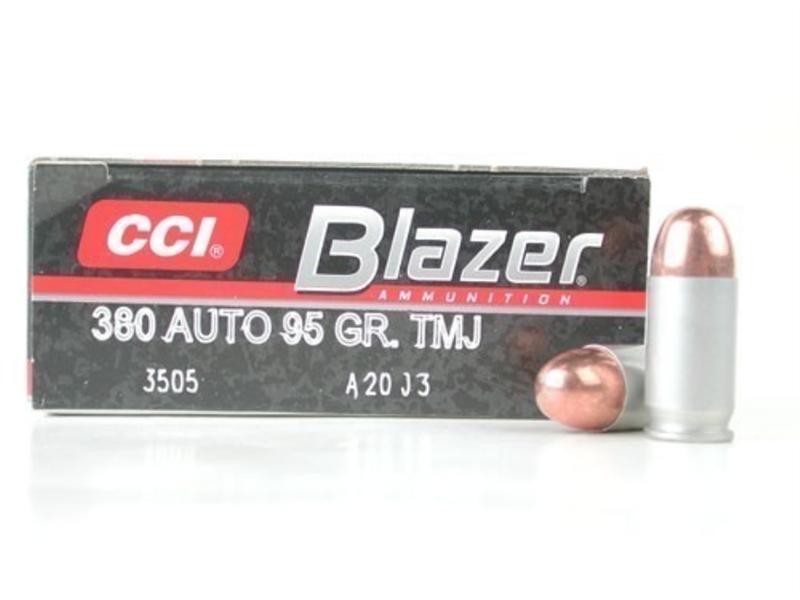 CCI®
Blazer®
AMMUNITION
380 AUTO 95 GR. TMJ
3505 A20J3